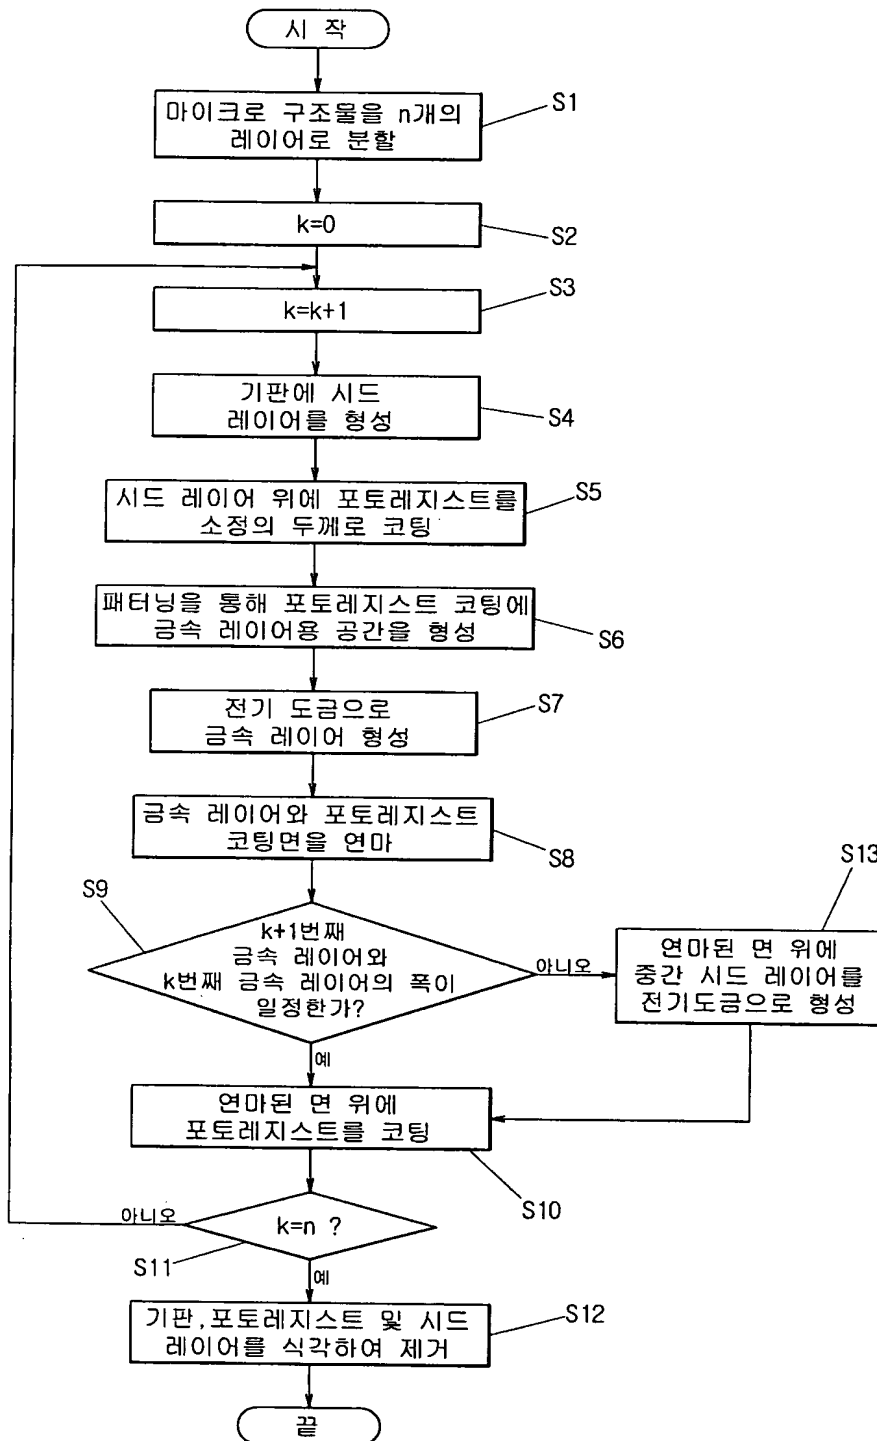 시 작
마이크로 구조물을 n개의
레이어로 분할
S1
k=0
S2
k=k+1
S3
기판에 시드
레이어를 형성
S4
시드 레이어 위에 포토레지스트를
소정의 두께로 코팅
S5
패터닝을 통해 포토레지스트 코팅에
금속 레이어용 공간을 형성
S6
전기 도금으로
금속 레이어 형성
S7
금속 레이어와 포토레지스트
코팅면을 연마
S8
S9
k+1번째
금속 레이어와
k번째 금속 레이어의 폭이
일정한가?
아니오
S13
연마된 면 위에
중간 시드 레이어를
전기도금으로 형성
예
연마된 면 위에
포토레지스트를 코팅
S10
아니오
k=n ?
S11
예
기판,포토레지스트 및 시드
레이어를 식각하여 제거
S12
끝